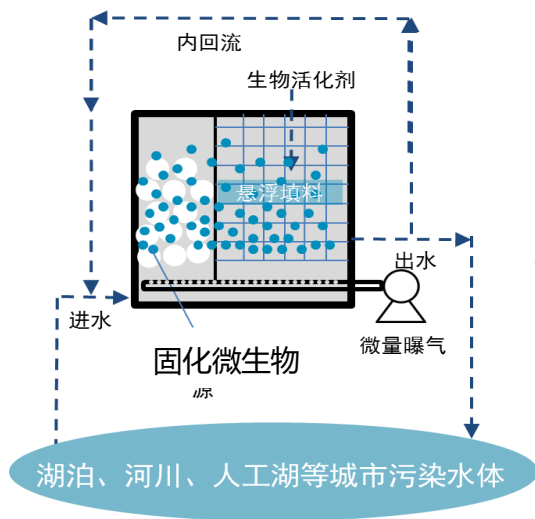 内回流
生物活化剂
悬浮填料
出水
进水
微量曝气
固化微生物
源
湖泊、河川、人工湖等城市污染水体